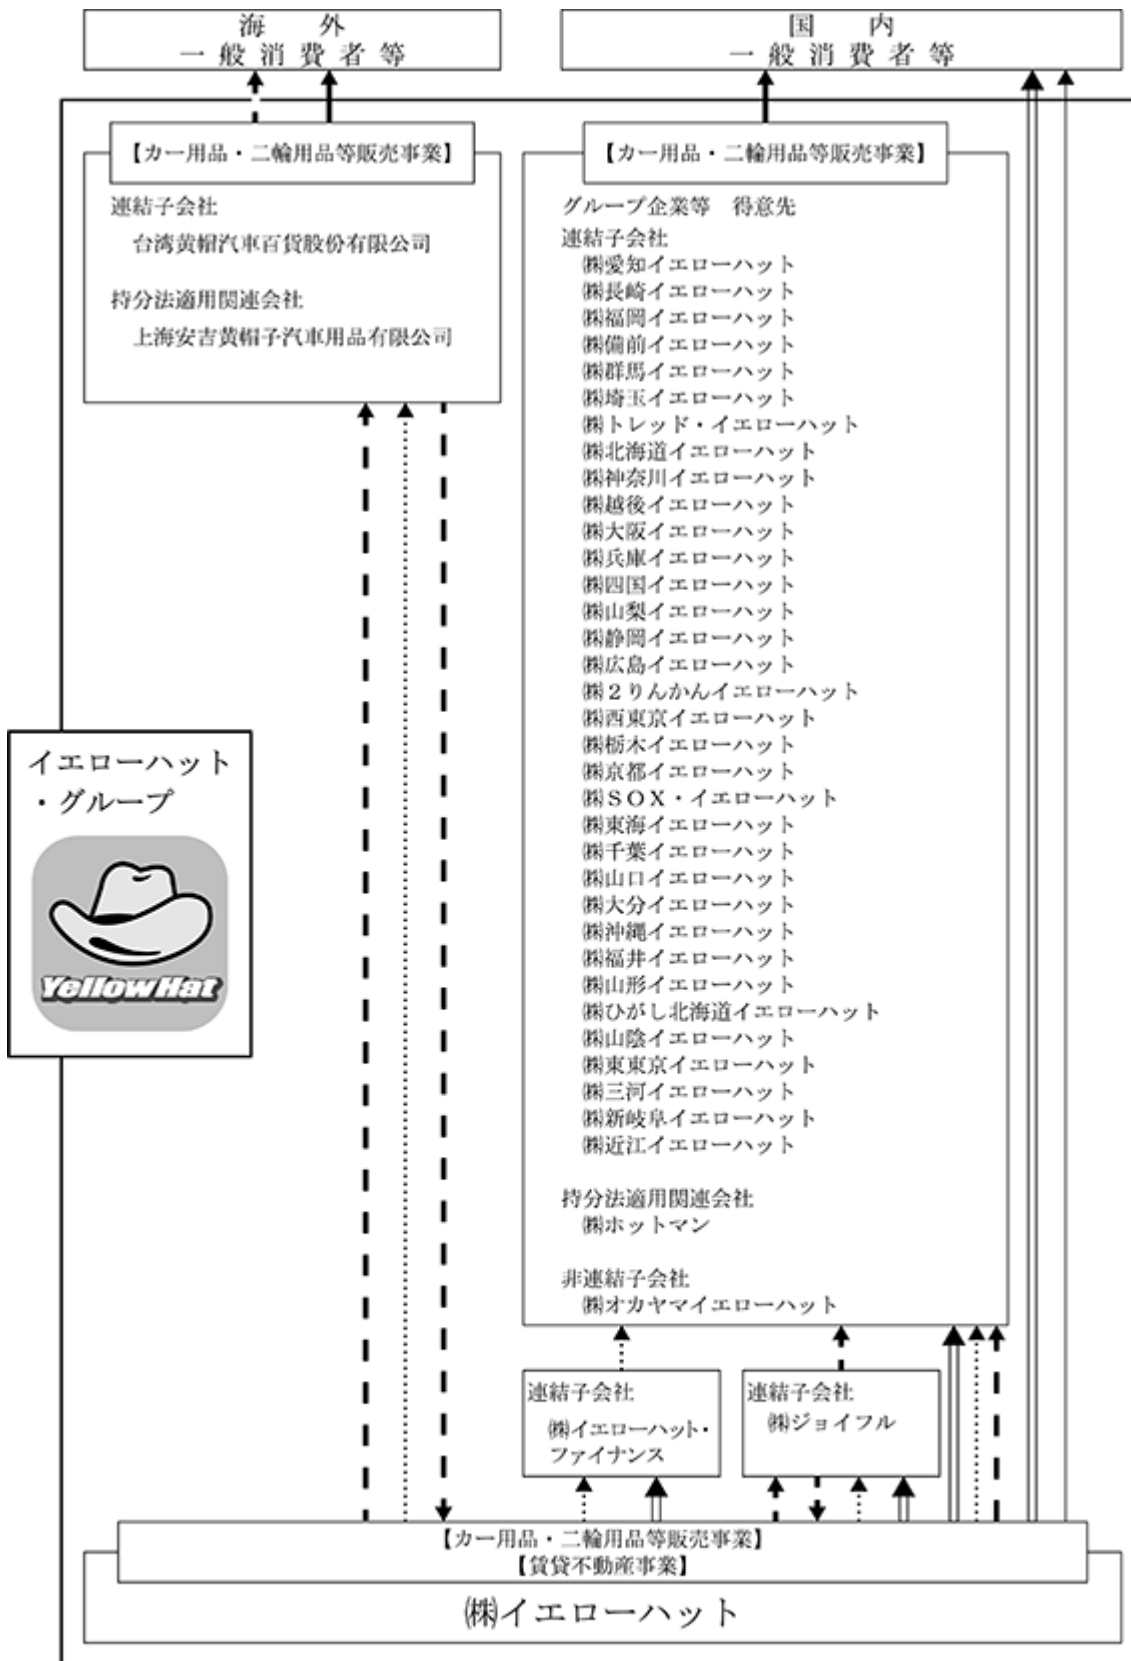 海　外
一般消費者等
国　内
一般消費者等
【カー用品・二輪用品等販売事業】
連結子会社
台湾黄帽汽車百貨股份有限公司
持分法適用関連会社
上海安吉黄帽子汽車用品有限公司
【カー用品・二輪用品等販売事業】
グループ企業等　得意先
連結子会社
㈱愛知イエローハット
㈱長崎イエローハット
㈱福岡イエローハット
㈱備前イエローハット
㈱群馬イエローハット
㈱埼玉イエローハット
㈱トレッド・イエローハット
㈱北海道イエローハット
㈱神奈川イエローハット
㈱越後イエローハット
㈱大阪イエローハット
㈱兵庫イエローハット
㈱四国イエローハット
㈱山梨イエローハット
㈱静岡イエローハット
㈱広島イエローハット
㈱２りんかんイエローハット
㈱西東京イエローハット
㈱栃木イエローハット
㈱京都イエローハット
㈱ＳＯＸ・イエローハット
㈱東海イエローハット
㈱千葉イエローハット
㈱山口イエローハット
㈱大分イエローハット
㈱沖縄イエローハット
㈱福井イエローハット
㈱山形イエローハット
㈱ひがし北海道イエローハット
㈱山陰イエローハット
㈱東東京イエローハット
㈱三河イエローハット
㈱新岐阜イエローハット
㈱近江イエローハット
持分法適用関連会社
㈱ホットマン
非連結子会社
㈱オカヤマイエローハット
イエローハット
・グループ
YellowHat
連結子会社
㈱イエローハット・
ファイナンス
連結子会社
㈱ジョイフル
【カー用品・二輪用品等販売事業】
【賃貸不動産事業】
㈱イエローハット